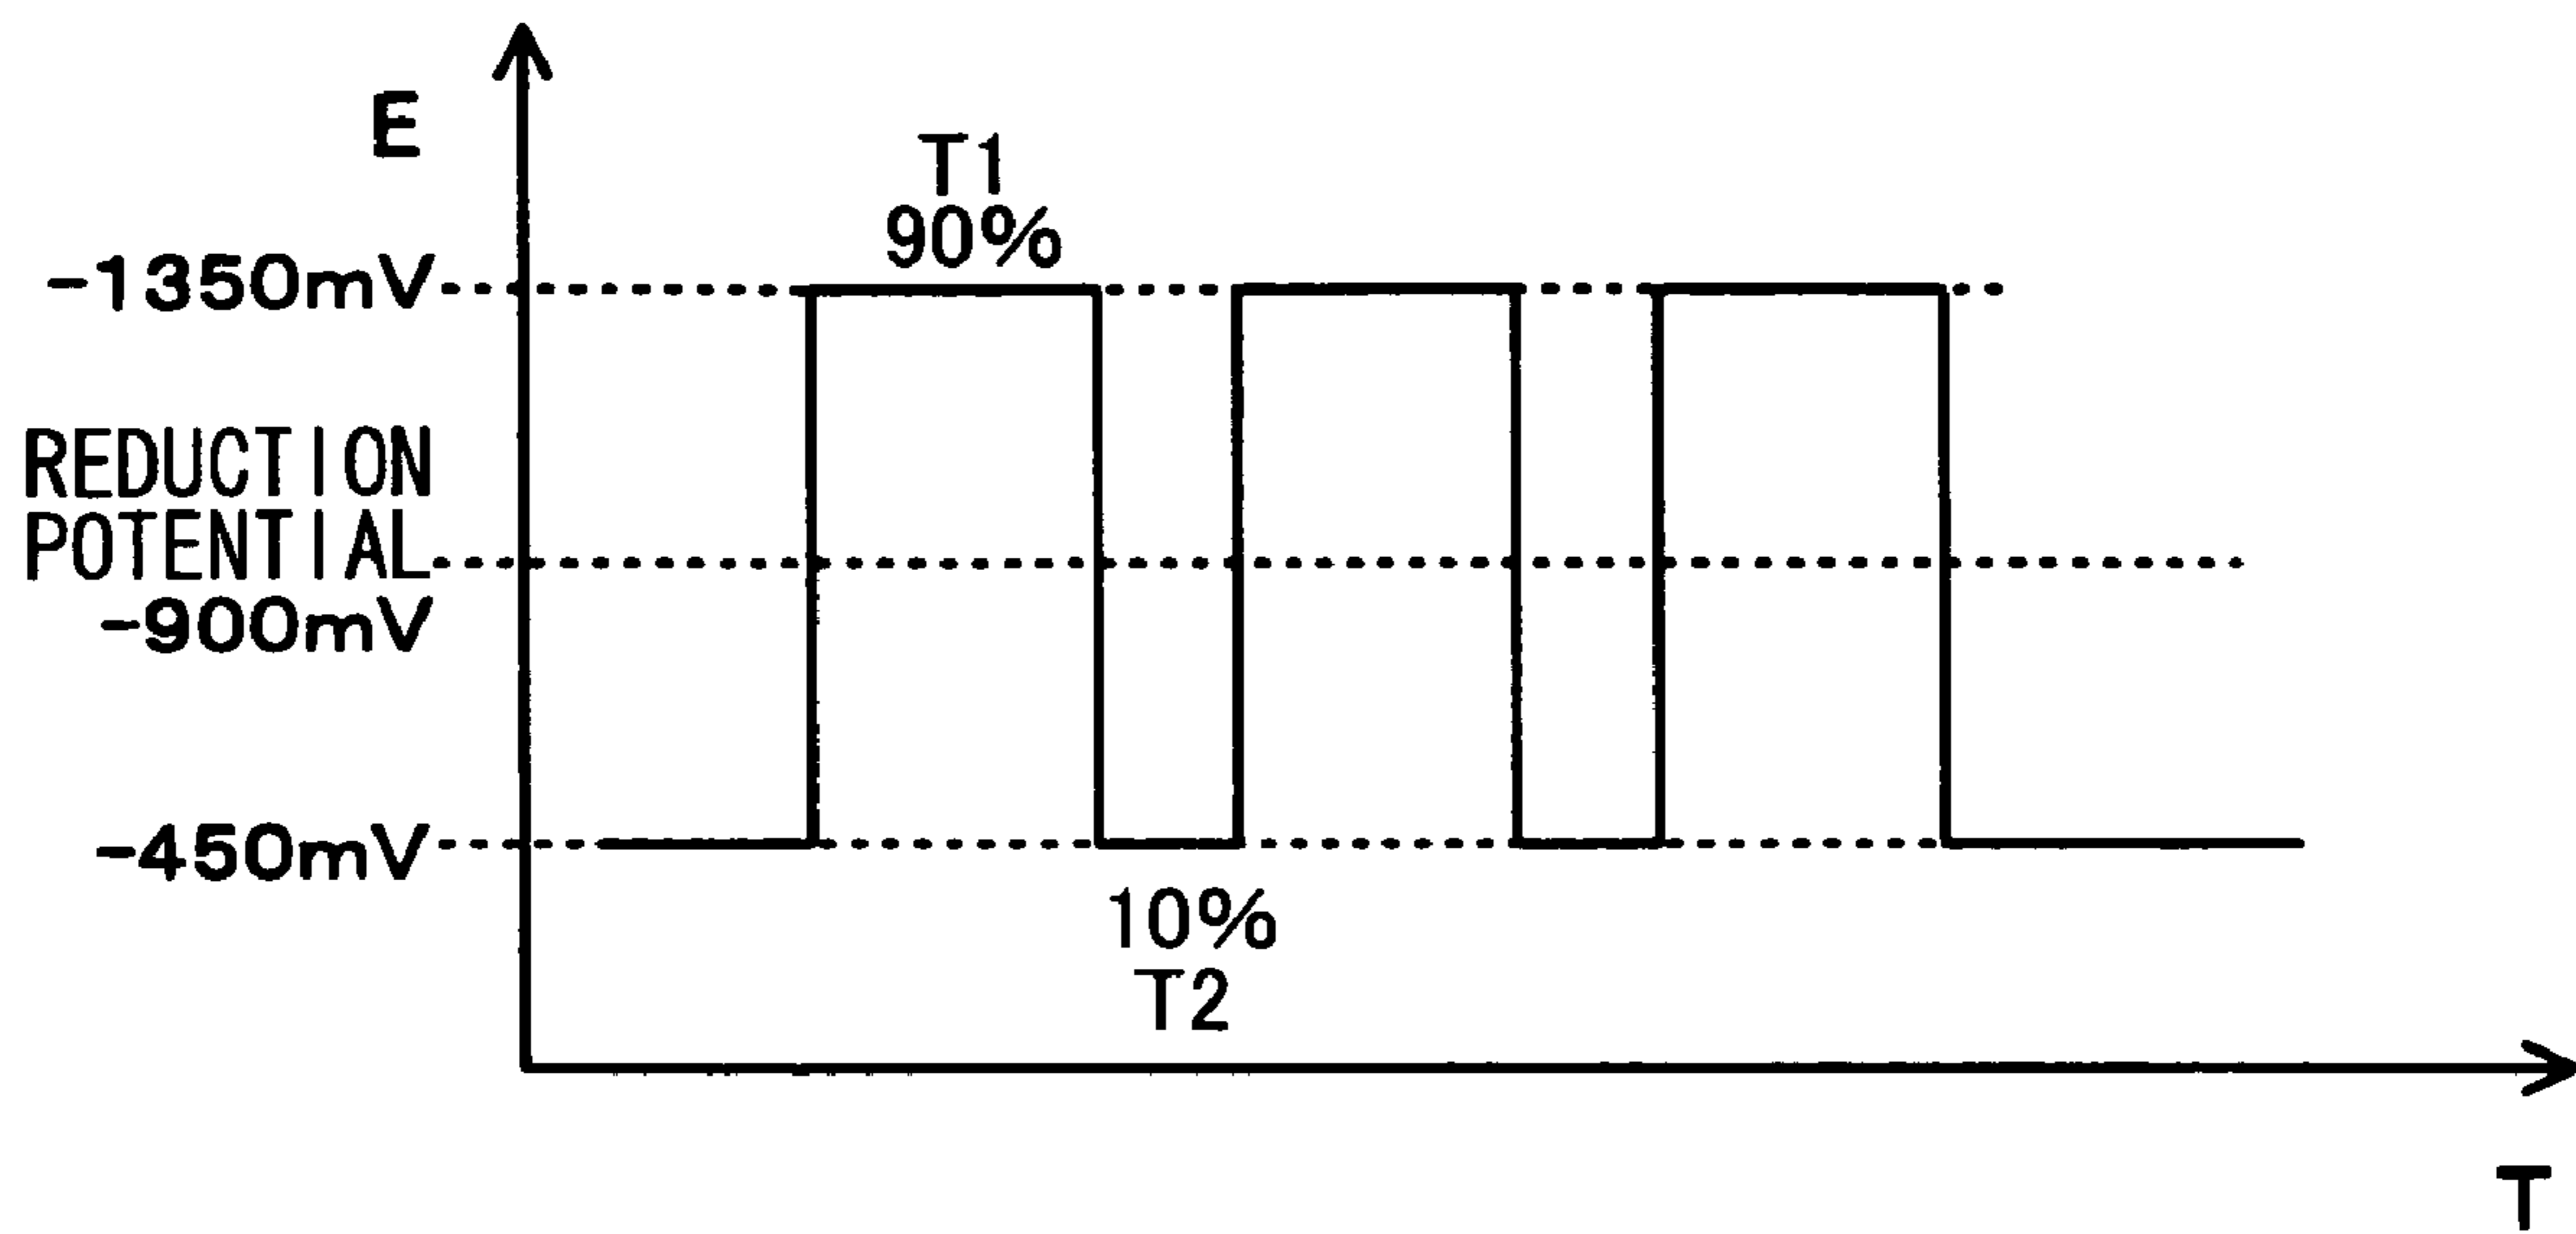 E
T1
90%
-1350mV
REDUCTION
POTENTIAL
-900mV
-450mV
10%
T2
T